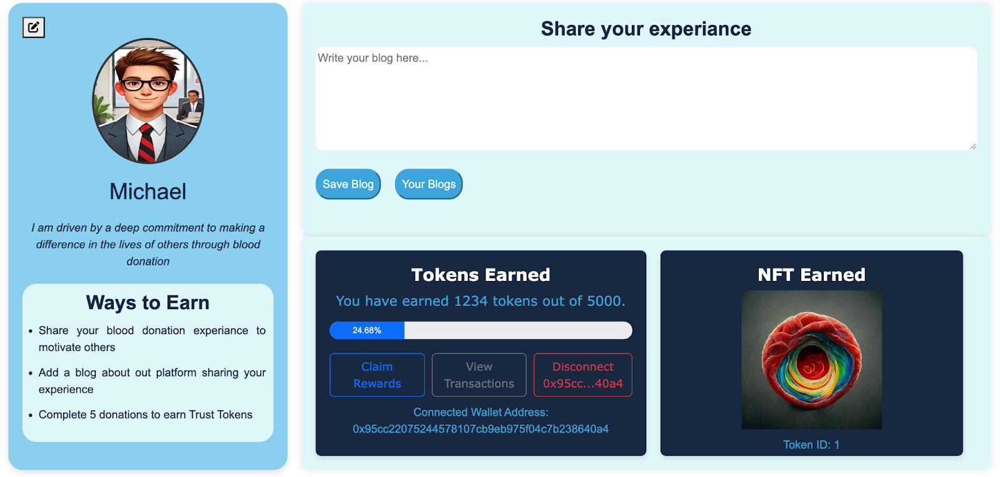 Michael
I am driven by a deep commitment to making a
difference in the lives of others through blood
donation
Ways to Earn
Share your blood donation experiance to
motivate others
Add a blog about out platform sharing your
experience
Complete 5 donations to earn Trust Tokens
Share your experiance
Write your blog here...
Save Blog
Your Blogs
Tokens Earned
You have earned 1234 tokens out of 5000.
24.68%
Claim
Rewards
View
Transactions
Disconnect
0x95cc...40a4
Connected Wallet Address:
0x95cc22075244578107cb9eb975f04c7b238640a4
NFT Earned
Token ID: 1